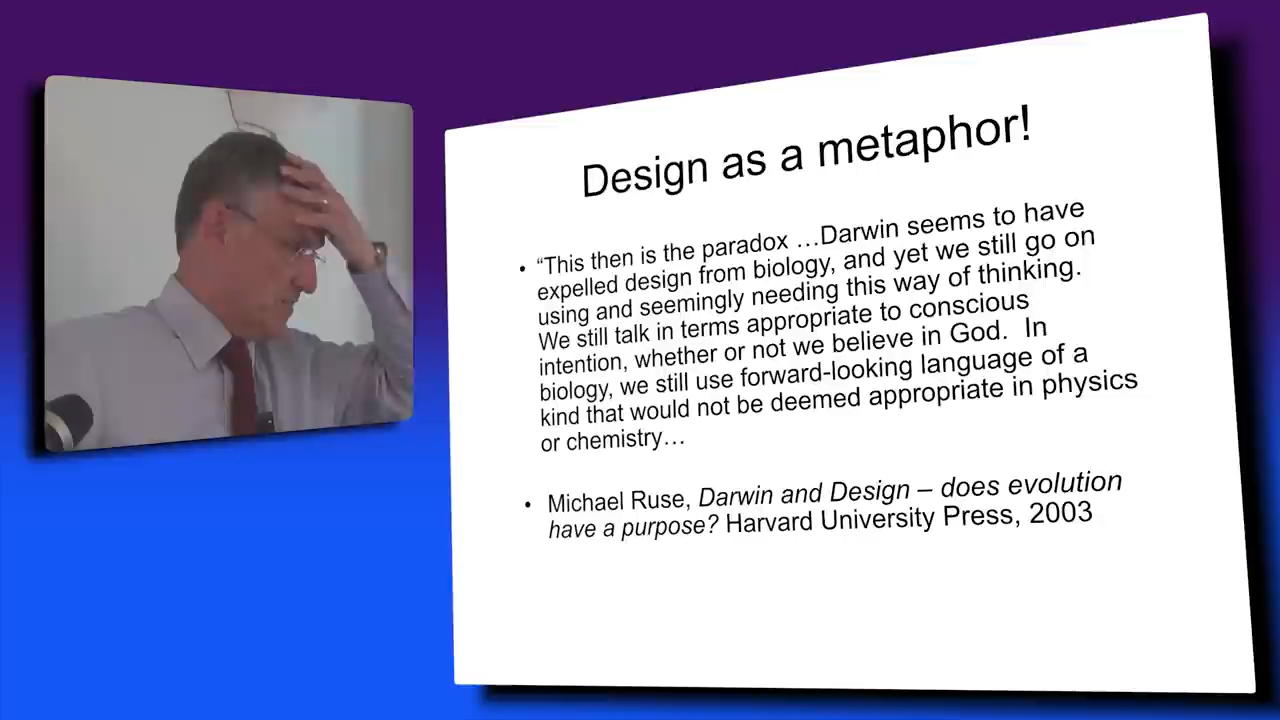 Design as a metaphor!
• “This then is the paradox …Darwin seems to have
expelled design from biology, and yet we still go on
using and seemingly needing this way of thinking.
We still talk in terms appropriate to conscious
intention, whether or not we believe in God.  In
biology, we still use forward-looking language of a
kind that would not be deemed appropriate in physics
or chemistry…
• Michael Ruse, Darwin and Design – does evolution
have a purpose? Harvard University Press, 2003